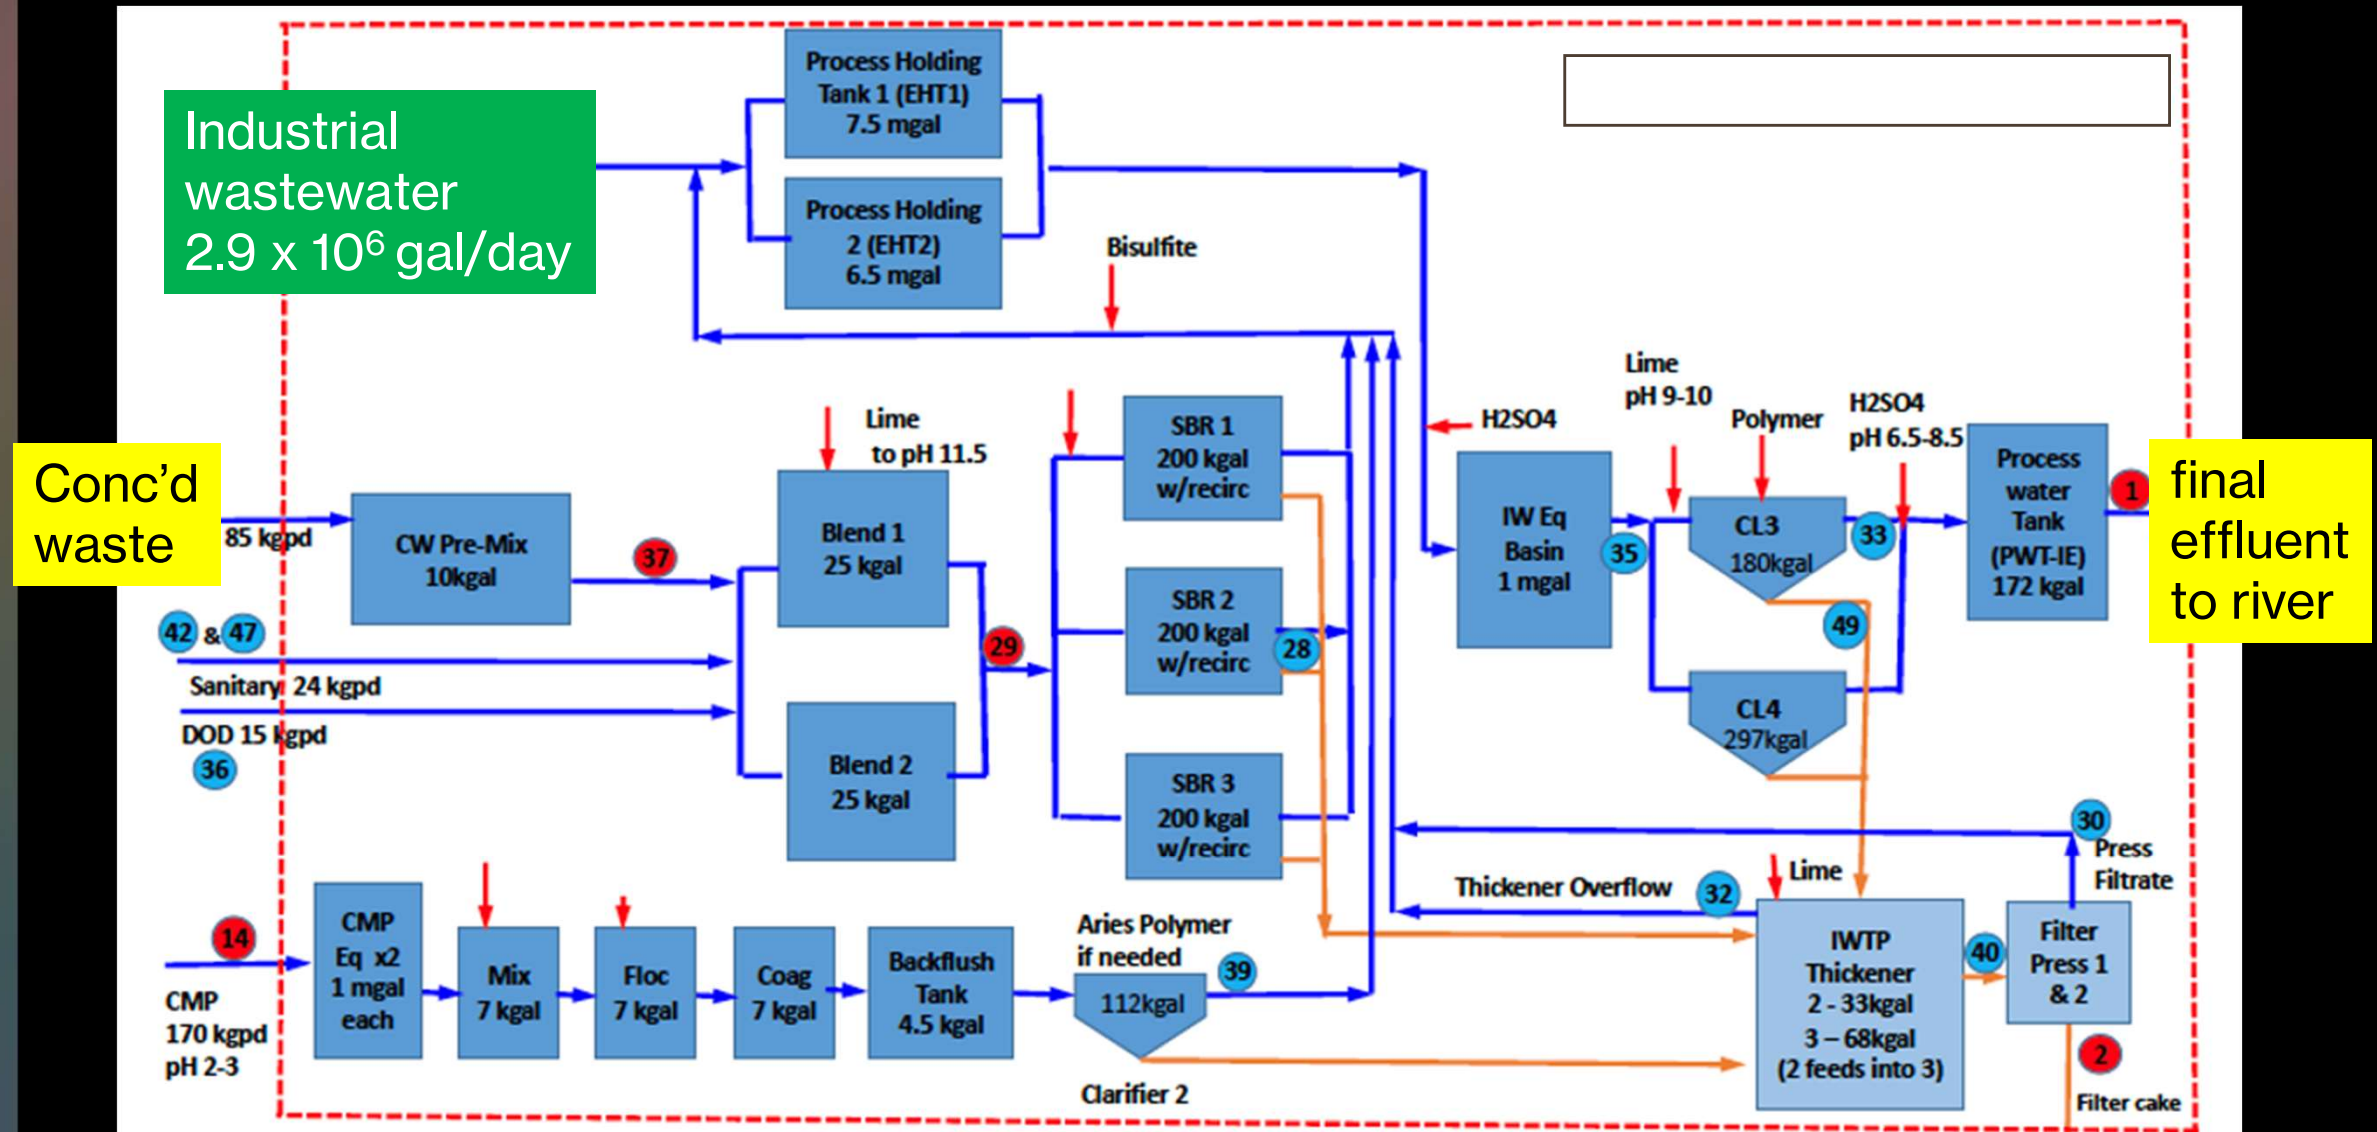 Process Holding
Tank 1 (EHT1)
7.5 mgal
Industrial
wastewater
2.9 x 10⁶ gal/day
Process Holding
2 (EHT2)
6.5 mgal
Bisulfite
Lime
pH 9-10
Polymer
H2SO4
pH 6.5-8.5
H2SO4
Conc'd
waste
85 kgpd
CW Pre-Mix
10kgal
37
Lime
to pH 11.5
Blend 1
25 kgal
SBR 1
200 kgal
w/recirc
IW Eq
Basin
1 mgal
35
CL3
180kgal
33
Process
water
Tank
(PWT-IE)
172 kgal
1
final
effluent
to river
42 & 47
Sanitary 24 kgpd
DOD 15 kgpd
36
29
SBR 2
200 kgal
w/recirc
28
49
CL4
297kgal
Blend 2
25 kgal
SBR 3
200 kgal
w/recirc
30
Press
Filtrate
Lime
Thickener Overflow
32
14
CMP
170 kgpd
pH 2-3
CMP
Eq x2
1 mgal
each
Mix
7 kgal
Floc
7 kgal
Coag
7 kgal
Backflush
Tank
4.5 kgal
Aries Polymer
if needed
112kgal
39
Clarifier 2
IWTP
Thickener
2 - 33kgal
3 – 68kgal
(2 feeds into 3)
40
Filter
Press 1
& 2
2
Filter cake